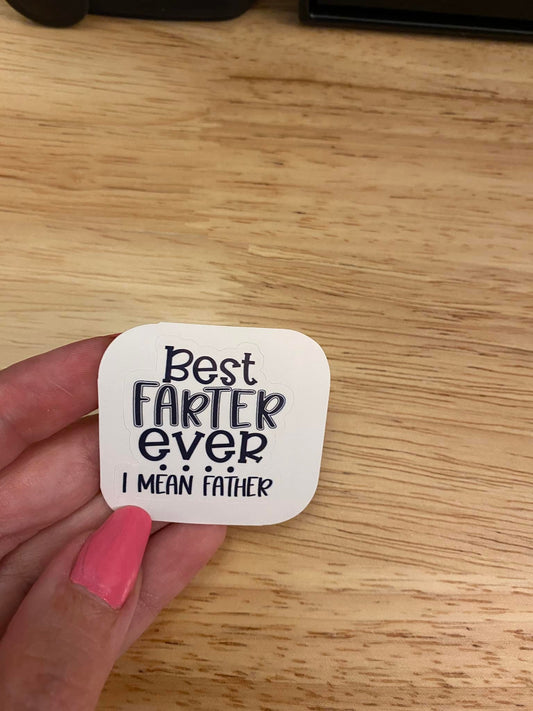 Best
FARTER
ever
....
I MEAN FATHER